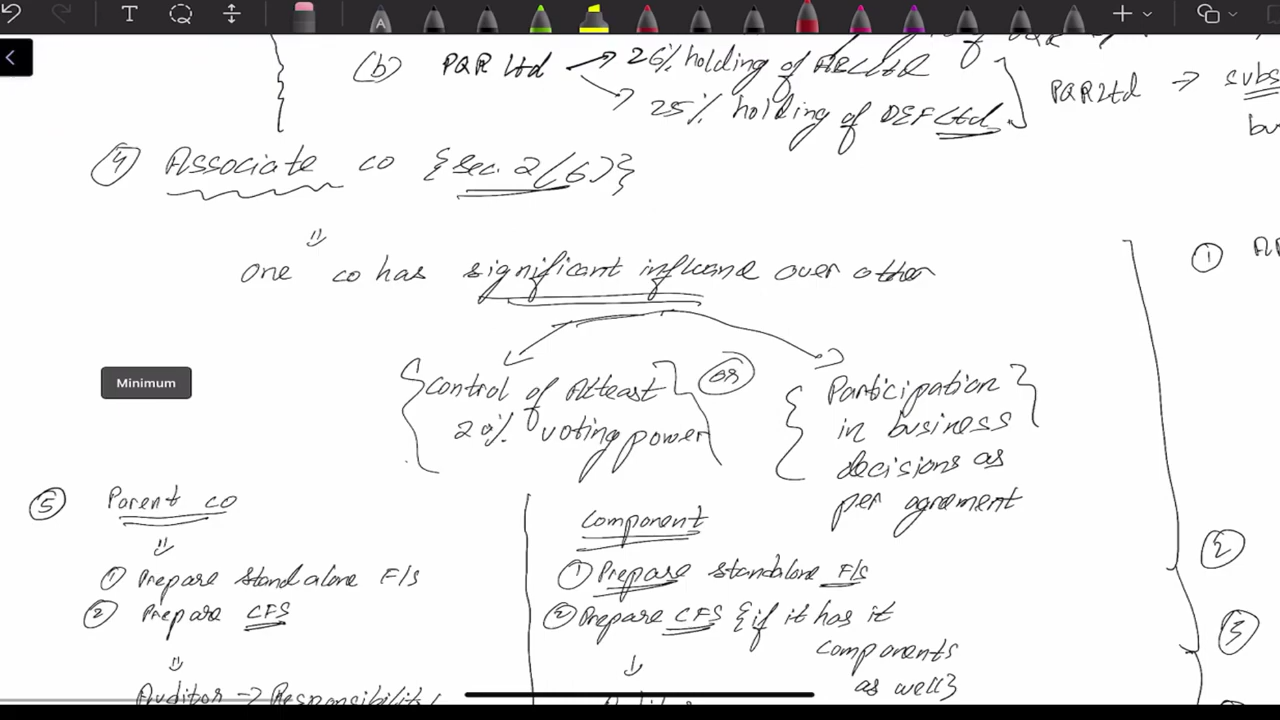 (b) PQR Ltd → 26% holding of ABC Ltd
→ 25% holding of DEF Ltd
PQR Ltd →
④ Associate co {Sec. 2(6)}
one co has significant influence over other
Control of Atleast
20% voting power
or
Participation
in business
decisions as
per agreement
Minimum
⑤ Parent co
① Prepare standalone F/S
② Prepare CFS
Auditor → Responsibility
Component
① Prepare standalone F/S
② Prepare CFS {if it has it
components
as well}
①
②
③